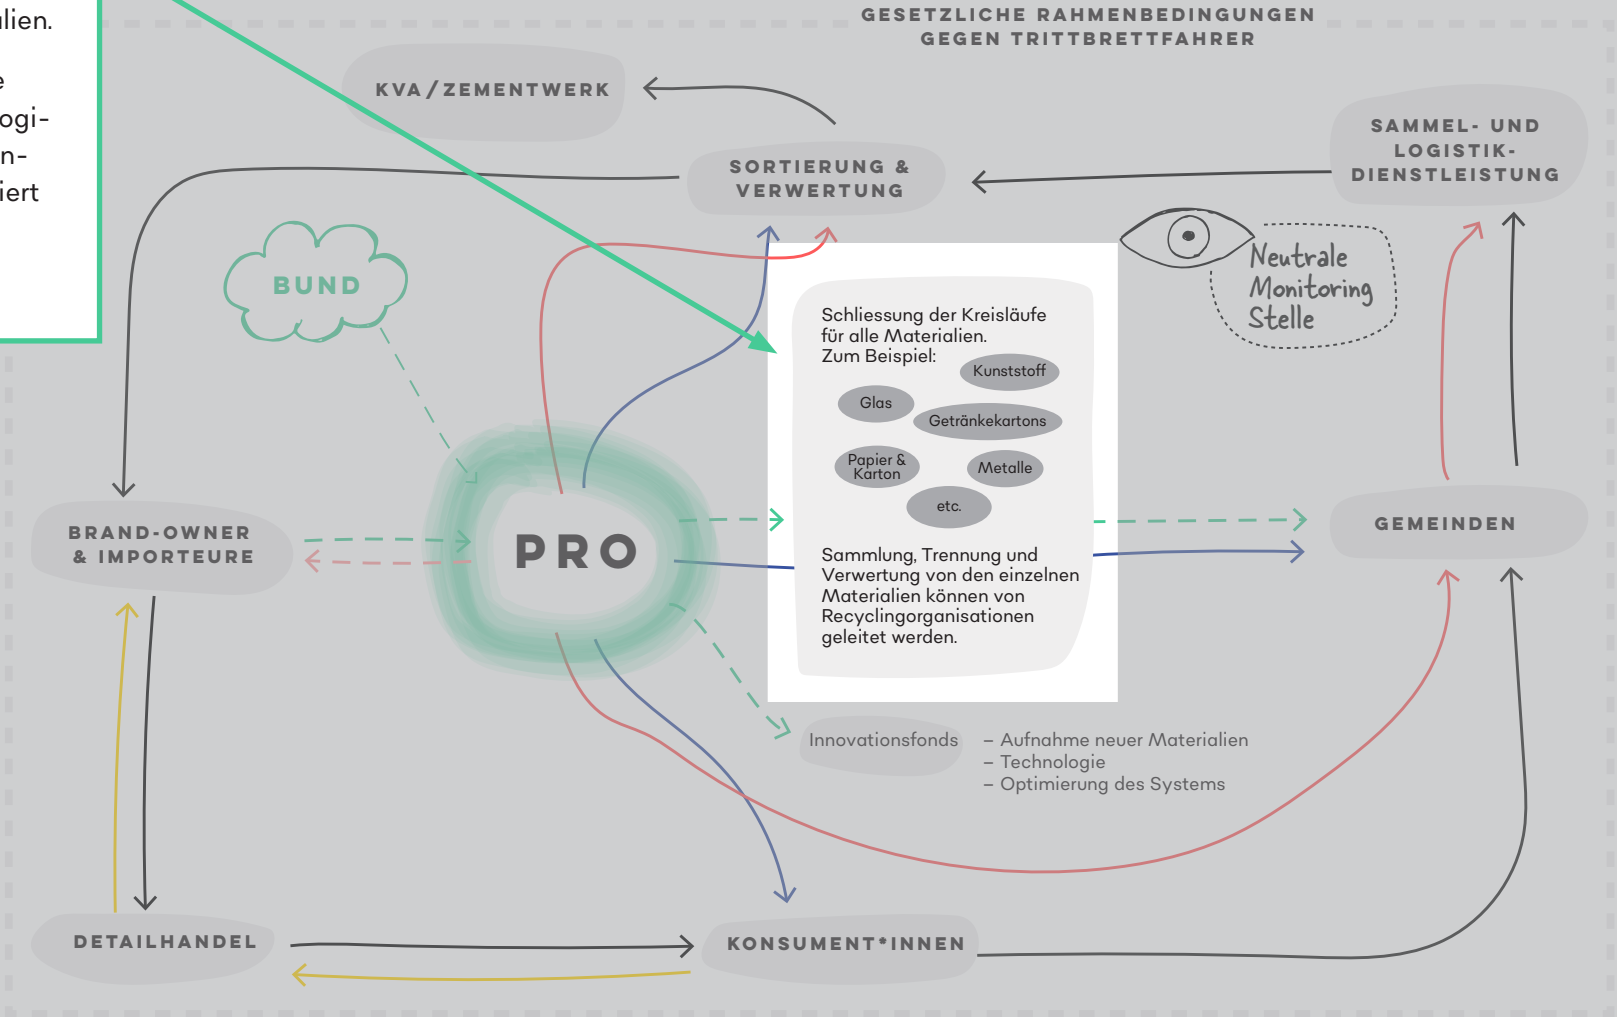 GESETZLICHE RAHMENBEDINGUNGEN
GEGEN TRITTBRETTFAHRER
KVA/ZEMENTWERK
SAMMEL- UND
LOGISTIK-
DIENSTLEISTUNG
SORTIERUNG &
VERWERTUNG
Neutrale
Monitoring
Stelle
BUND
Schliessung der Kreisläufe
für alle Materialien.
Zum Beispiel:
Kunststoff
Glas
Getränkekartons
Papier &
Karton
Metalle
etc.
Sammlung, Trennung und
Verwertung von den einzelnen
Materialien können von
Recyclingorganisationen
geleitet werden.
BRAND-OWNER
& IMPORTEURE
PRO
GEMEINDEN
Innovationsfonds
– Aufnahme neuer Materialien
– Technologie
– Optimierung des Systems
DETAILHANDEL
KONSUMENT*INNEN